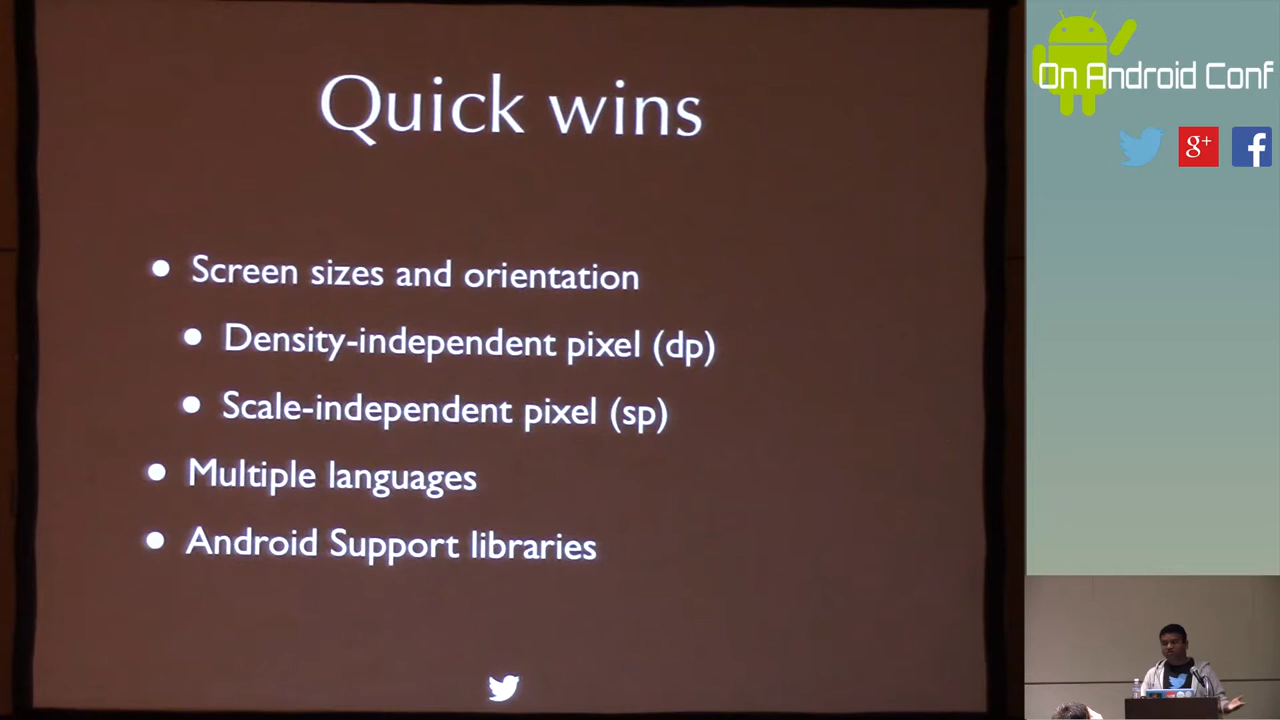 Quick wins
Screen sizes and orientation
Density-independent pixel (dp)
Scale-independent pixel (sp)
Multiple languages
Android Support libraries
On Android Conf
g+
f